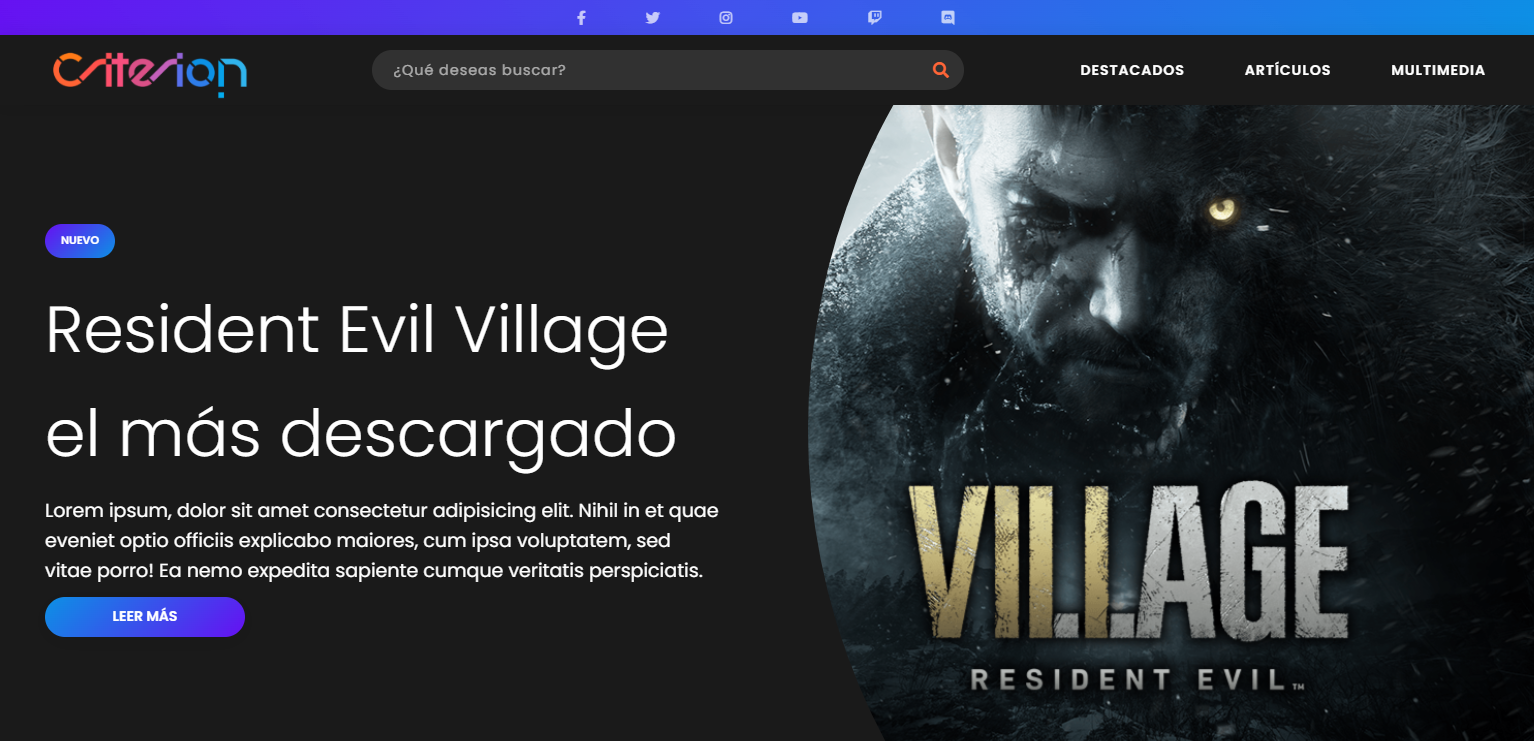 Criterion
¿Qué deseas buscar?
DESTACADOS
ARTÍCULOS
MULTIMEDIA
NUEVO
Resident Evil Village
el más descargado
Lorem ipsum, dolor sit amet consectetur adipisicing elit. Nihil in et quae
eveniet optio officiis explicabo maiores, cum ipsa voluptatem, sed
vitae porro! Ea nemo expedita sapiente cumque veritatis perspiciatis.
LEER MÁS
VILLAGE
RESIDENT EVIL™